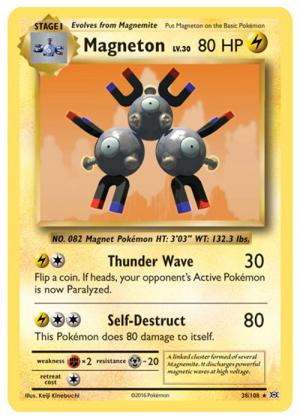 STAGE 1
Evolves from Magnemite
Put Magneton on the Basic Pokémon
Magneton LV.30 80 HP
NO. 082 Magnet Pokémon HT: 3'03" WT: 132.3 lbs.
Thunder Wave 30
Flip a coin. If heads, your opponent's Active Pokémon
is now Paralyzed.
Self-Destruct 80
This Pokémon does 80 damage to itself.
weakness ×2 resistance -20
retreat
cost
A linked cluster formed of several
Magnemite. It discharges powerful
magnetic waves at high voltage.
Illus. Keiji Kinebuchi
©2016 Pokémon
38/108 ★